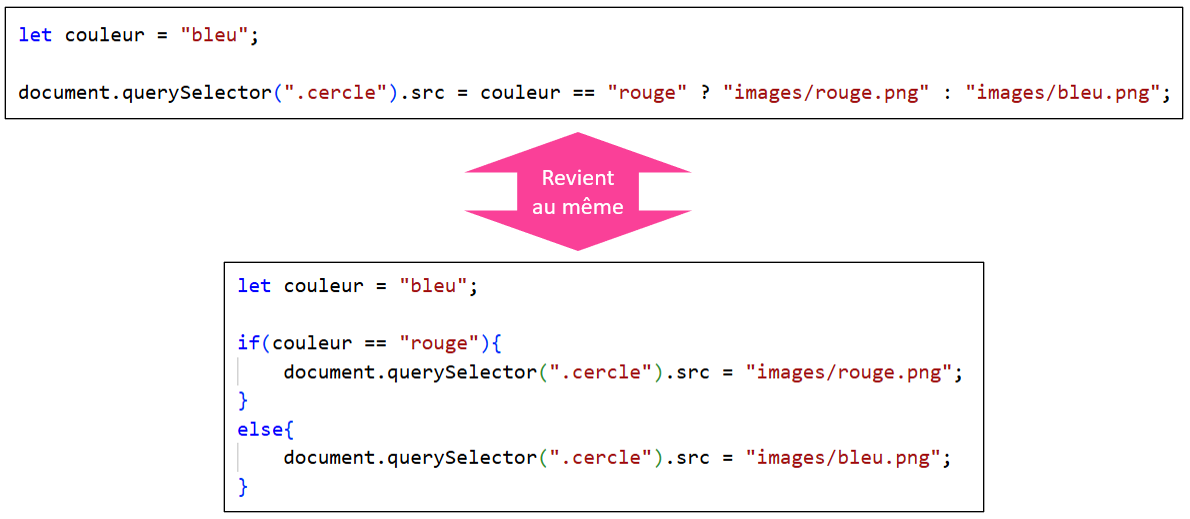 let couleur = "bleu";
document.querySelector(".cercle").src = couleur == "rouge" ? "images/rouge.png" : "images/bleu.png";
Revient
au même
let couleur = "bleu";
if(couleur == "rouge"){
document.querySelector(".cercle").src = "images/rouge.png";
}
else{
document.querySelector(".cercle").src = "images/bleu.png";
}